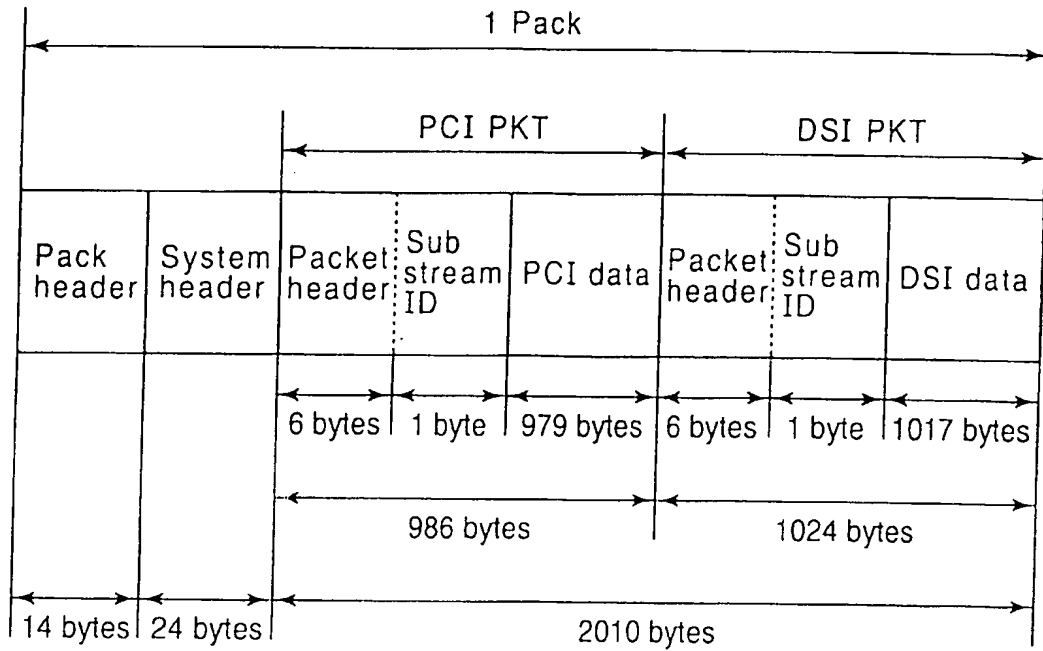 1 Pack
PCI PKT
DSI PKT
Pack
header
System
header
Packet
header
Sub
stream
ID
PCI data
Packet
header
Sub
stream
ID
DSI data
6 bytes
1 byte
979 bytes
6 bytes
1 byte
1017 bytes
986 bytes
1024 bytes
14 bytes
24 bytes
2010 bytes